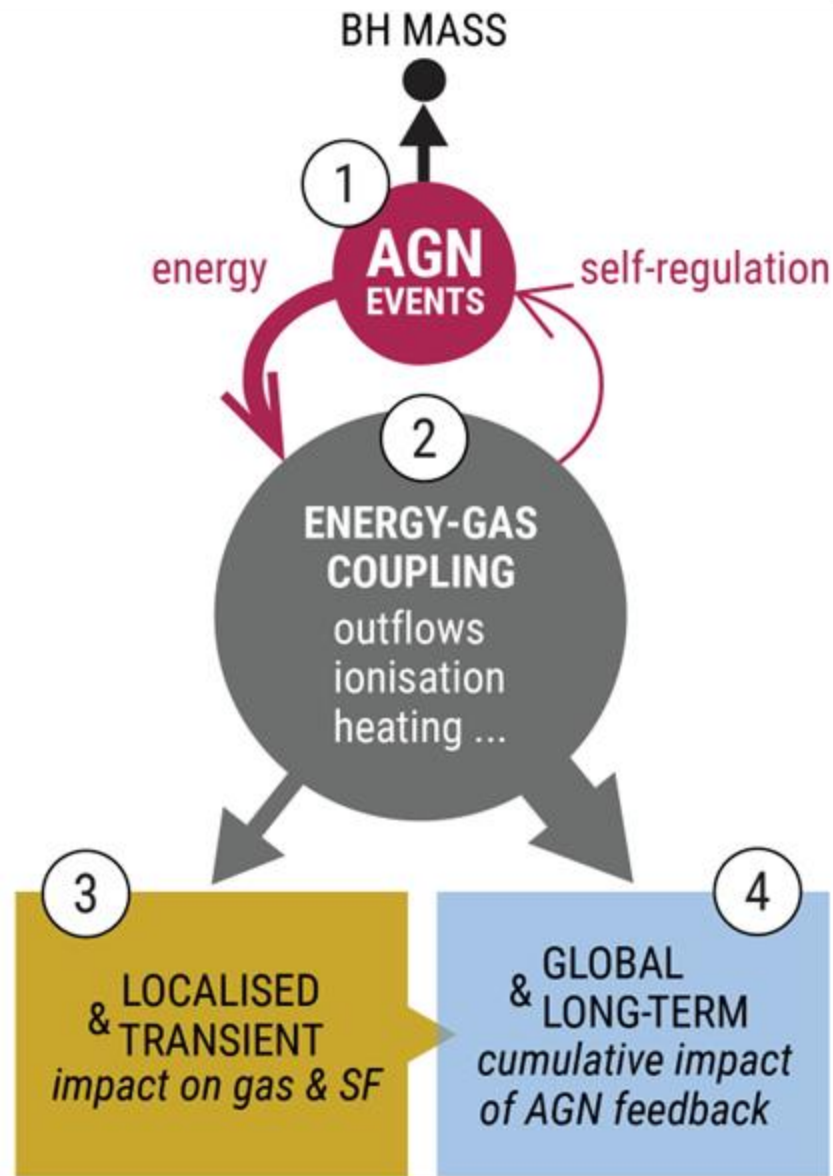 BH MASS
1
AGN
EVENTS
energy
self-regulation
2
ENERGY-GAS
COUPLING
outflows
ionisation
heating ...
3
LOCALISED
& TRANSIENT
impact on gas & SF
4
GLOBAL
& LONG-TERM
cumulative impact
of AGN feedback